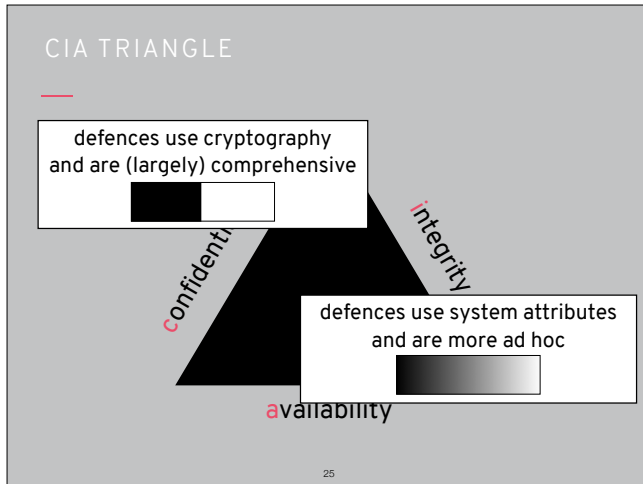 CIA TRIANGLE
defences use cryptography
and are (largely) comprehensive
confidenti
integrity
defences use system attributes
and are more ad hoc
availability
25